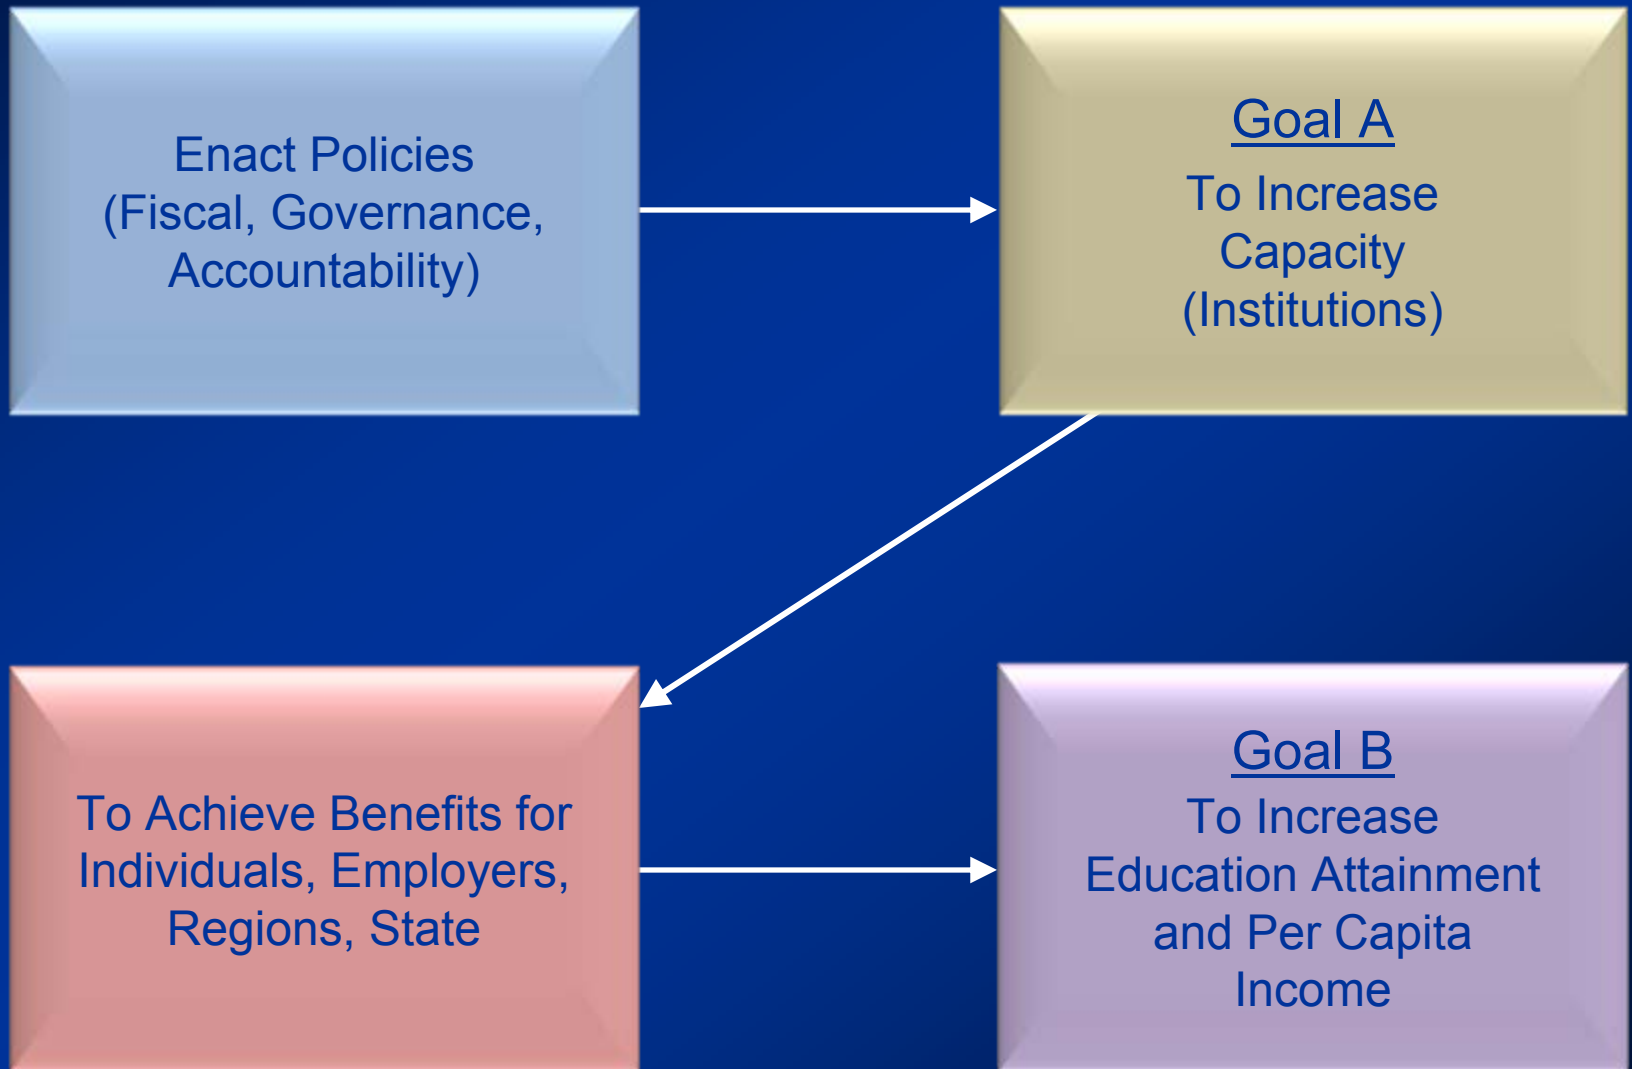 Enact Policies
(Fiscal, Governance,
Accountability)
Goal A
To Increase
Capacity
(Institutions)
To Achieve Benefits for
Individuals, Employers,
Regions, State
Goal B
To Increase
Education Attainment
and Per Capita
Income